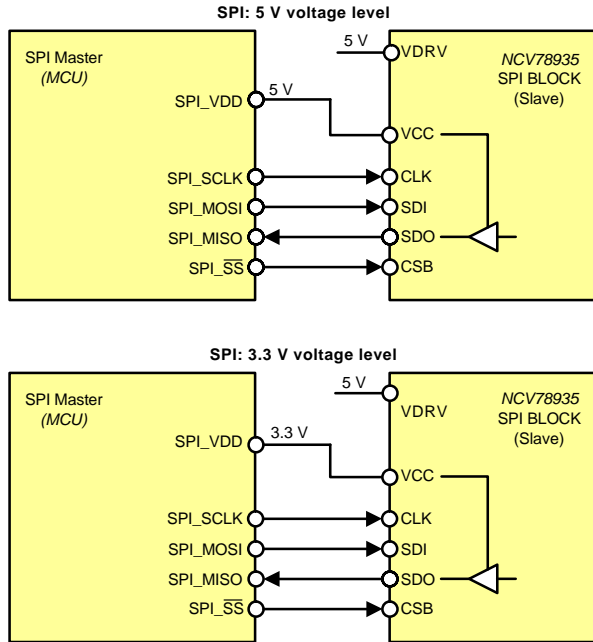 SPI: 5 V voltage level
SPI Master
(MCU)
5 V
VDRV
NCV78935
SPI BLOCK
(Slave)
SPI_VDD
5 V
VCC
SPI_SCLK
CLK
SPI_MOSI
SDI
SPI_MISO
SDO
SPI_SS
CSB
SPI: 3.3 V voltage level
SPI Master
(MCU)
5 V
VDRV
NCV78935
SPI BLOCK
(Slave)
SPI_VDD
3.3 V
VCC
SPI_SCLK
CLK
SPI_MOSI
SDI
SPI_MISO
SDO
SPI_SS
CSB